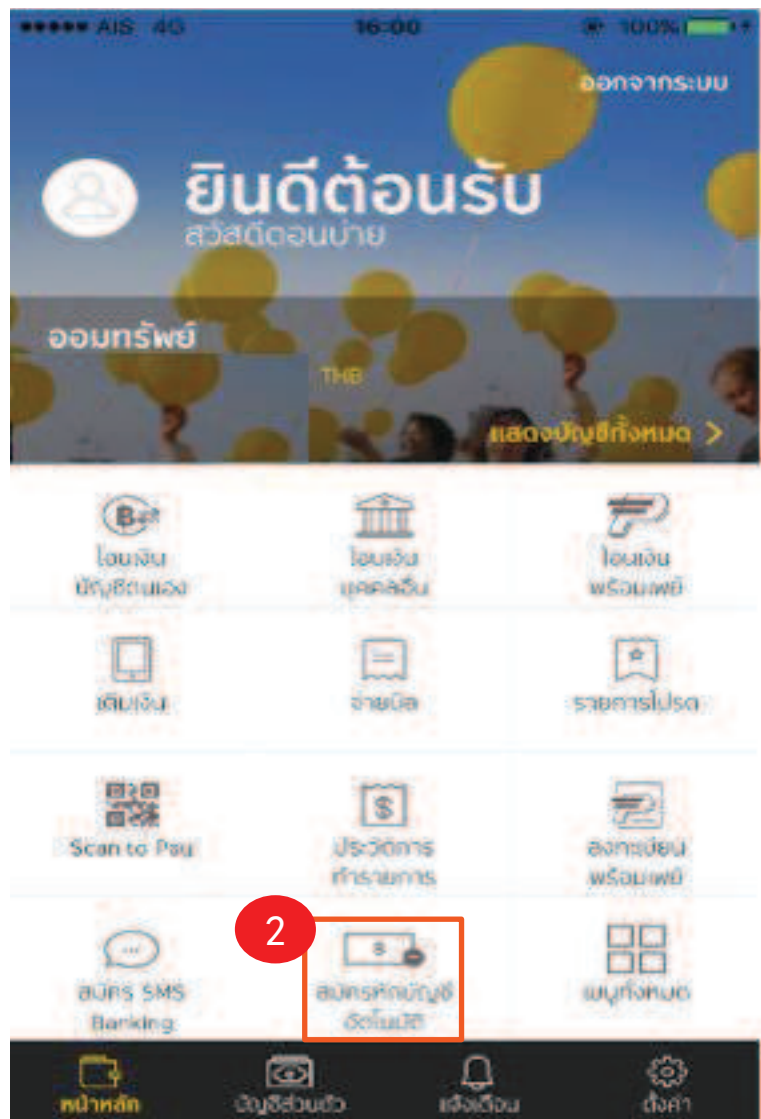 AIS 4G 16:00 100%
ออกจากระบบ
ยินดีต้อนรับ
สวัสดีตอนบ่าย
ออมทรัพย์
THB
แสดงบัญชีทั้งหมด >
โอนเงิน
บัญชีตนเอง
โอนเงิน
บุคคลอื่น
โอนเงิน
พร้อมเพย์
เติมเงิน
จ่ายบิล
รายการโปรด
Scan to Pay
ประวัติการ
ทำรายการ
ลงทะเบียน
พร้อมเพย์
2
สมัคร SMS
Banking
สมัครหักบัญชี
อัตโนมัติ
เมนูทั้งหมด
หน้าหลัก
บัญชีส่วนตัว
แจ้งเตือน
ตั้งค่า